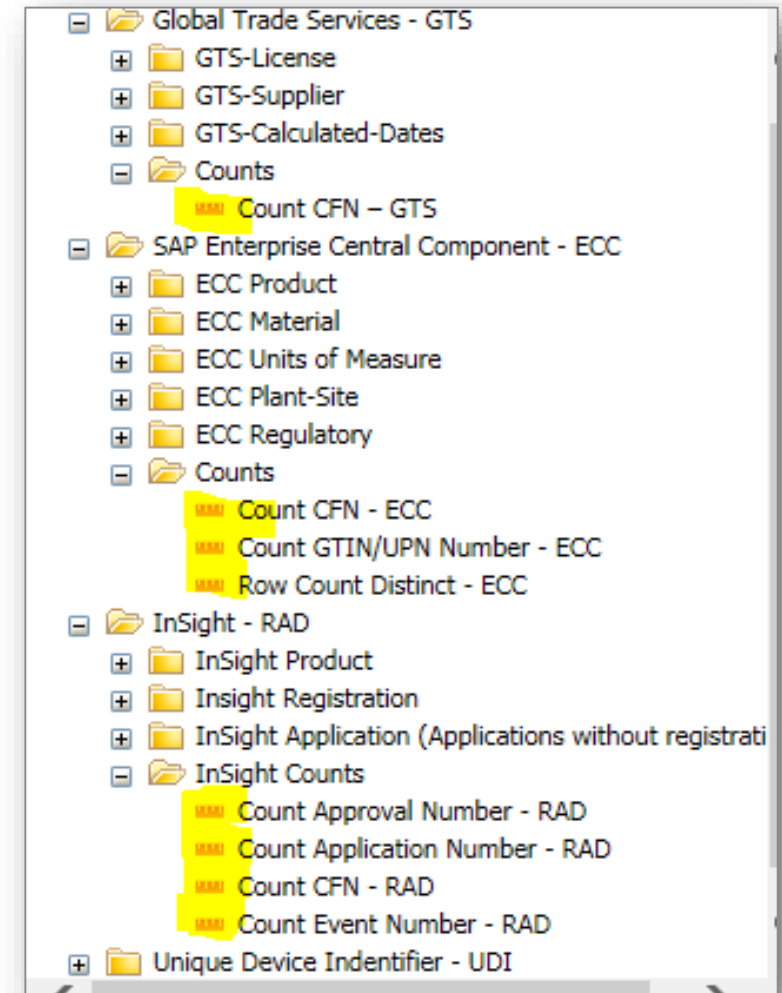 Global Trade Services - GTS
GTS-License
GTS-Supplier
GTS-Calculated-Dates
Counts
Count CFN – GTS
SAP Enterprise Central Component - ECC
ECC Product
ECC Material
ECC Units of Measure
ECC Plant-Site
ECC Regulatory
Counts
Count CFN - ECC
Count GTIN/UPN Number - ECC
Row Count Distinct - ECC
InSight - RAD
InSight Product
Insight Registration
InSight Application (Applications without registrati
InSight Counts
Count Approval Number - RAD
Count Application Number - RAD
Count CFN - RAD
Count Event Number - RAD
Unique Device Indentifier - UDI